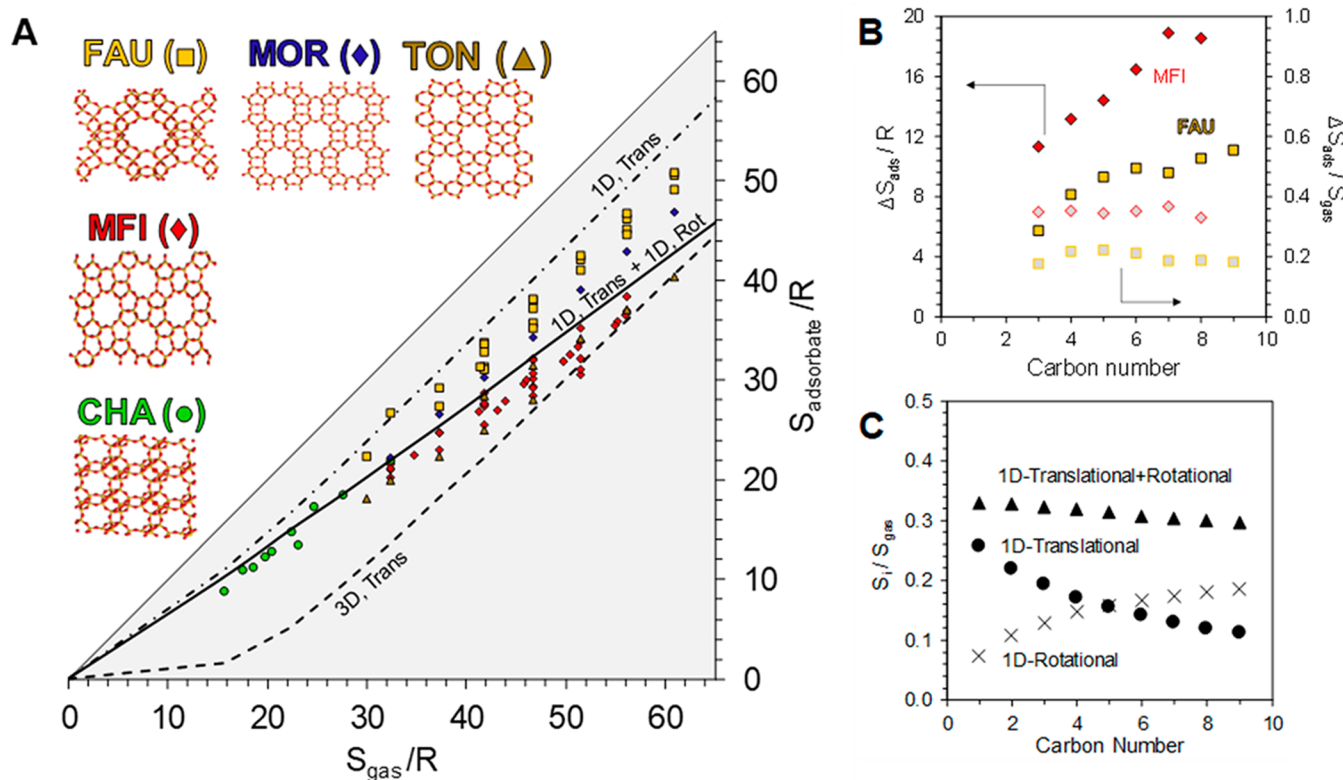 A
FAU (■)
MOR (♦)
TON (▲)
MFI (♦)
CHA (●)
1D, Trans
1D, Trans + 1D, Rot
3D, Trans
0
10
20
30
40
50
60
S_adsorbate /R
0
10
20
30
40
50
60
S_gas /R
B
20
16
12
8
4
0
ΔS_ads / R
MFI
FAU
1.0
0.8
0.6
0.4
0.2
0.0
ΔS_ads / S_gas
0
2
4
6
8
10
Carbon number
C
0.5
0.4
0.3
0.2
0.1
0.0
S_i / S_gas
1D-Translational+Rotational
1D-Translational
1D-Rotational
0
2
4
6
8
10
Carbon Number